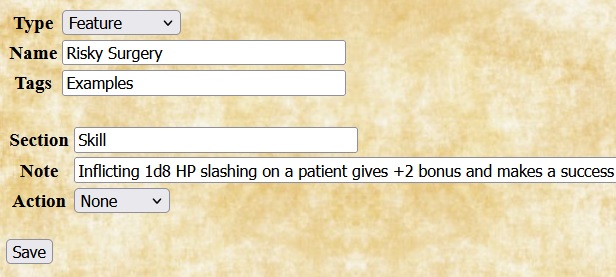 Type Feature
Name Risky Surgery
Tags Examples
Section Skill
Note Inflicting 1d8 HP slashing on a patient gives +2 bonus and makes a success
Action None
Save